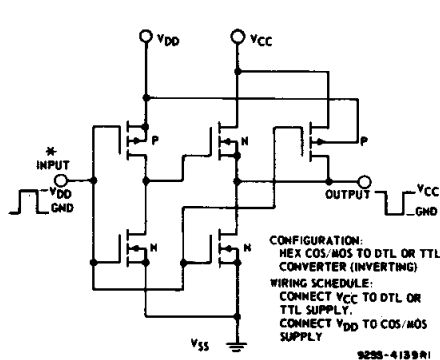 VDD
VCC
P
N
P
*
INPUT
VDD
GND
OUTPUT
VCC
GND
N
N
CONFIGURATION:
HEX COS/MOS TO DTL OR TTL
CONVERTER (INVERTING)
WIRING SCHEDULE:
CONNECT VCC TO DTL OR
TTL SUPPLY.
CONNECT VDD TO COS/MOS
SUPPLY
VSS
92SS-4139R1